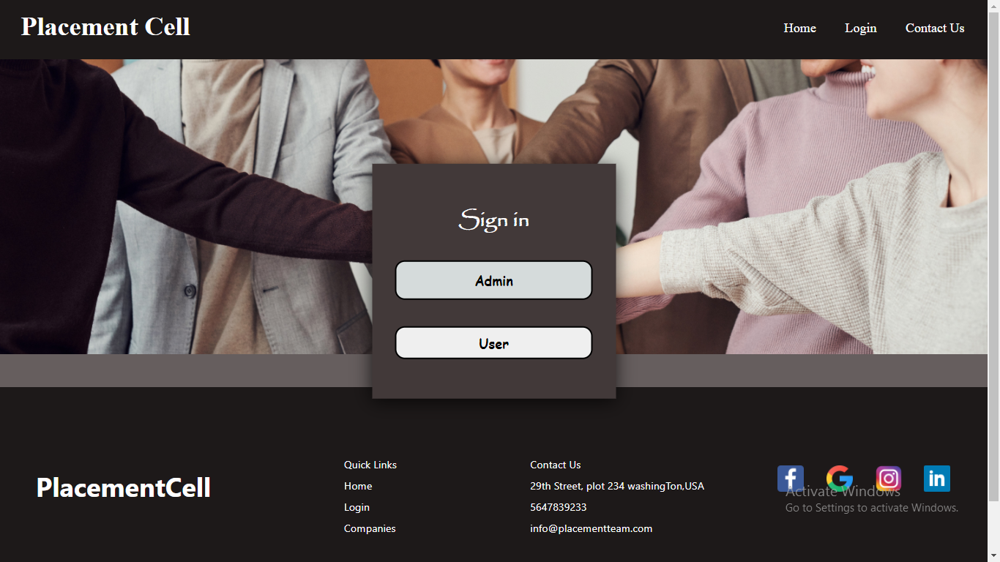 Placement Cell
Home
Login
Contact Us
Sign in
Admin
User
PlacementCell
Quick Links
Home
Login
Companies
Contact Us
29th Street, plot 234 washingTon,USA
5647839233
info@placementteam.com
f
G
in
Activate Windows
Go to Settings to activate Windows.